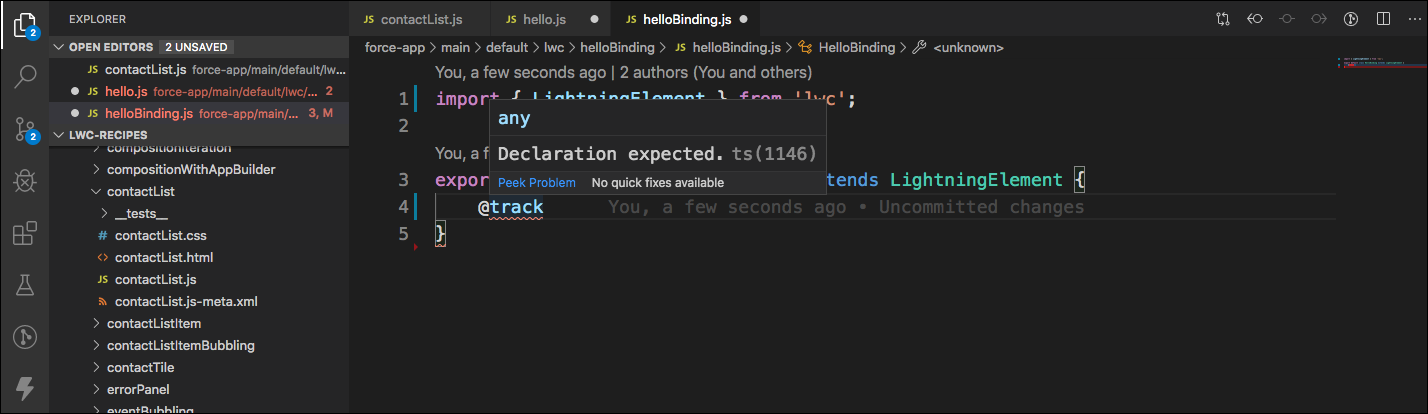 EXPLORER
OPEN EDITORS 2 UNSAVED
JS contactList.js force-app/main/default/lw...
JS hello.js force-app/main/default/lwc/... 2
JS helloBinding.js force-app/main/... 3, M
LWC-RECIPES
compositionIteration
compositionWithAppBuilder
contactList
__tests__
# contactList.css
<> contactList.html
JS contactList.js
contactList.js-meta.xml
contactListItem
contactListItemBubbling
contactTile
errorPanel
eventBubbling
2
2
JS contactList.js
JS hello.js
JS helloBinding.js
force-app > main > default > lwc > helloBinding > JS helloBinding.js > HelloBinding > <unknown>
You, a few seconds ago | 2 authors (You and others)
1 import { LightningElement } from 'lwc';
2
any
Declaration expected. ts(1146)
Peek Problem No quick fixes available
You, a f
3 expor tends LightningElement {
4 @track You, a few seconds ago • Uncommitted changes
5 }